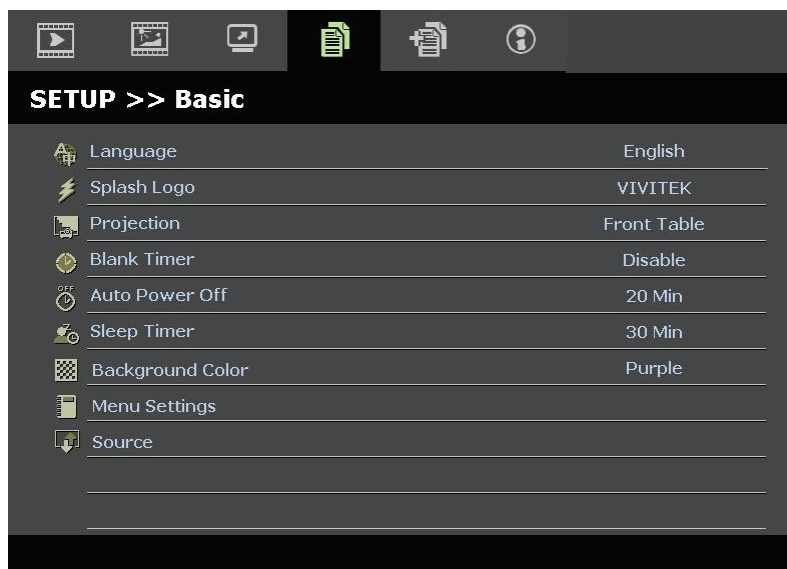 SETUP >> Basic
Language English
Splash Logo VIVITEK
Projection Front Table
Blank Timer Disable
OFF
Auto Power Off 20 Min
Sleep Timer 30 Min
Background Color Purple
Menu Settings
Source